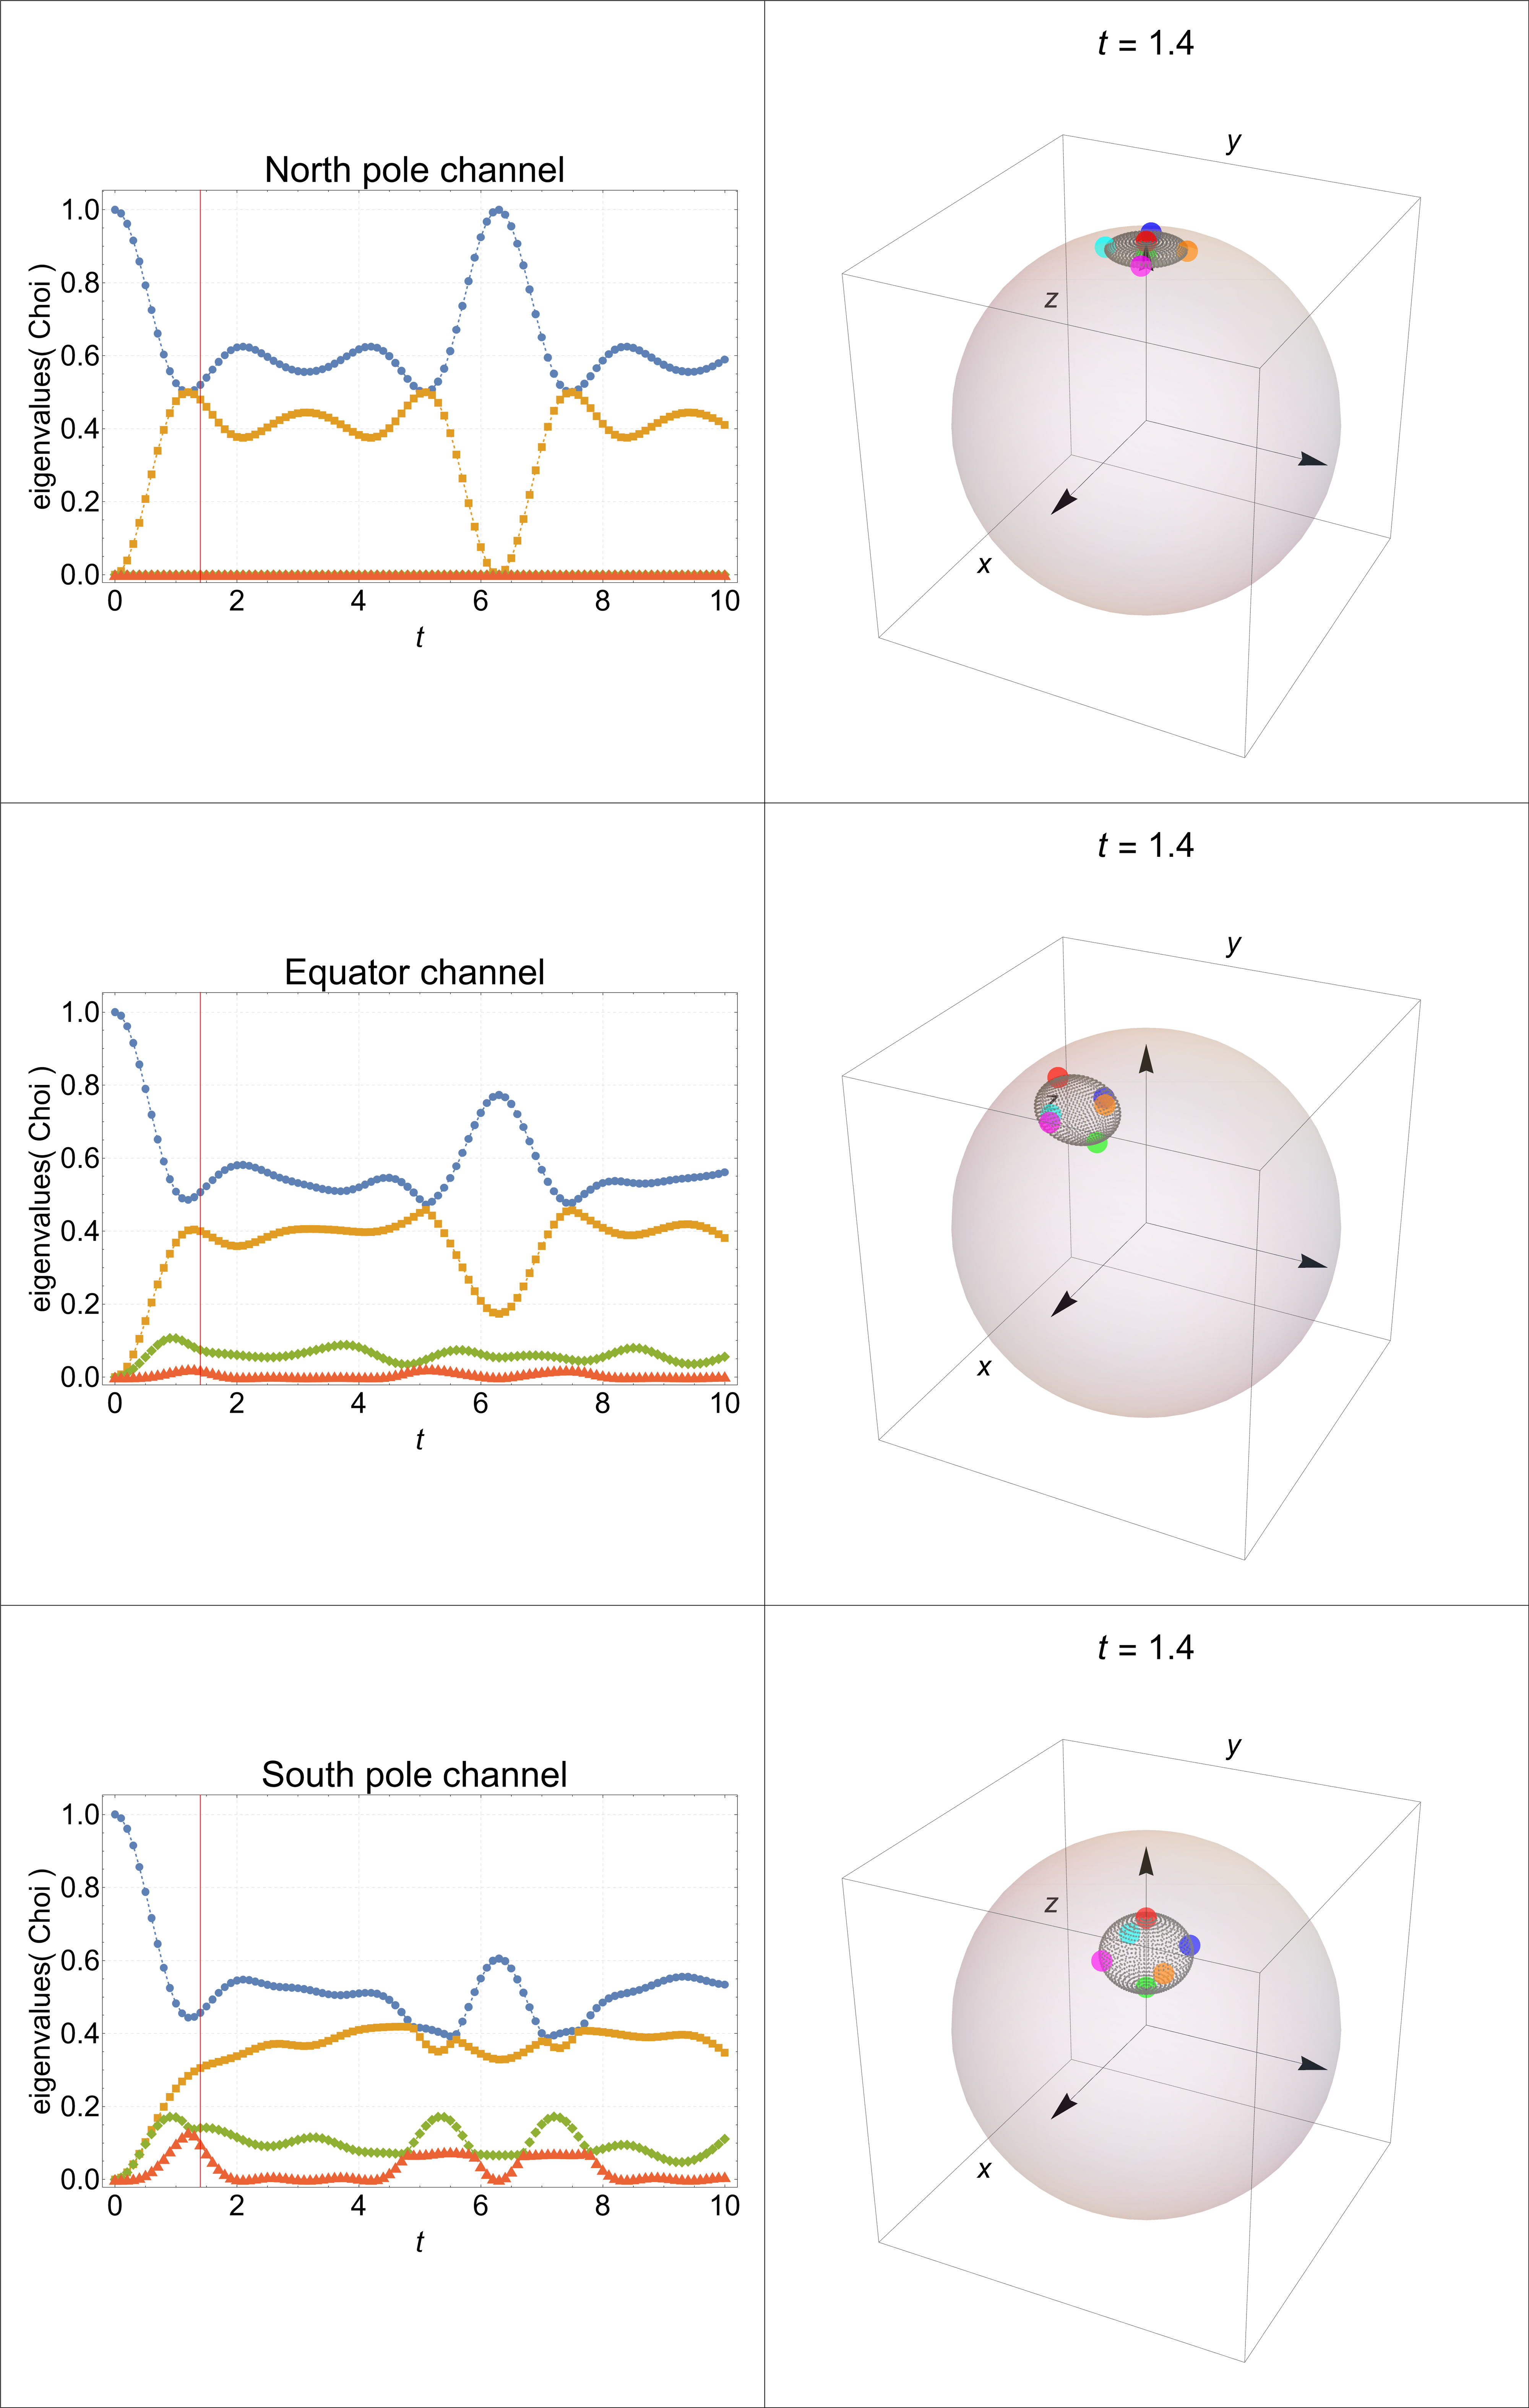 North pole channel
eigenvalues( Choi )
1.0
0.8
0.6
0.4
0.2
0.0
0 2 4 6 8 10
t
t = 1.4
y
z
x
Equator channel
eigenvalues( Choi )
1.0
0.8
0.6
0.4
0.2
0.0
0 2 4 6 8 10
t
t = 1.4
y
z
x
South pole channel
eigenvalues( Choi )
1.0
0.8
0.6
0.4
0.2
0.0
0 2 4 6 8 10
t
t = 1.4
y
z
x